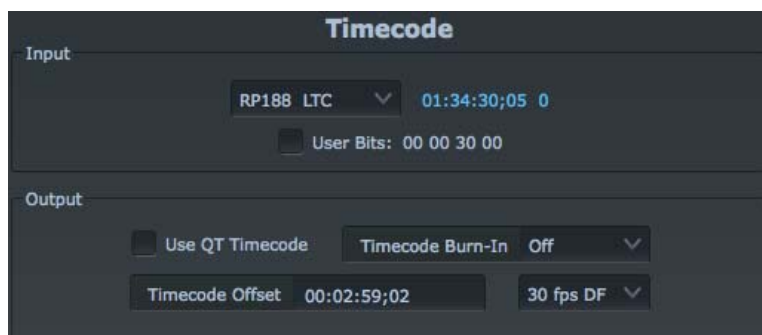 Timecode
Input
RP188 LTC 01:34:30;05 0
User Bits: 00 00 30 00
Output
Use QT Timecode Timecode Burn-In Off
Timecode Offset 00:02:59;02 30 fps DF